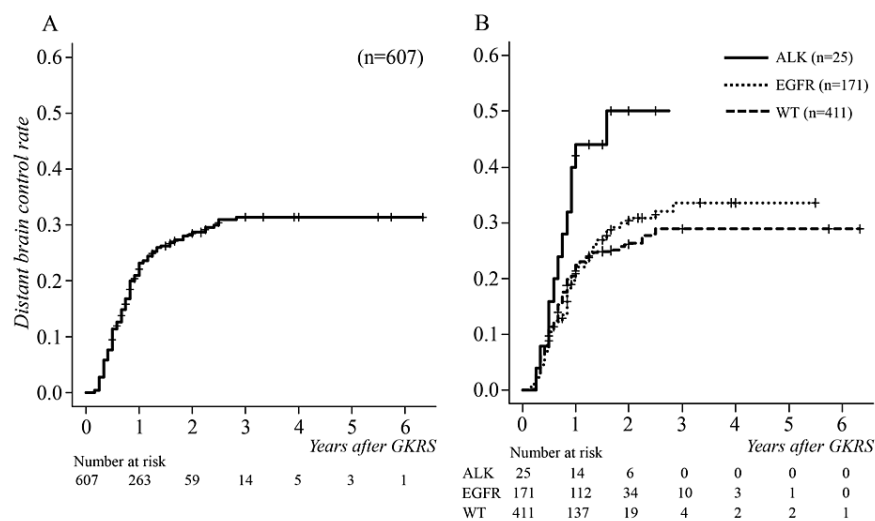 A
(n=607)
0.6
0.5
0.4
0.3
0.2
0.1
0.0
Distant brain control rate
0 1 2 3 4 5 6
Years after GKRS
Number at risk
607 263 59 14 5 3 1
B
ALK (n=25)
EGFR (n=171)
WT (n=411)
0.6
0.5
0.4
0.3
0.2
0.1
0.0
0 1 2 3 4 5 6
Years after GKRS
Number at risk
ALK 25 14 6 0 0 0 0
EGFR 171 112 34 10 3 1 0
WT 411 137 19 4 2 2 1